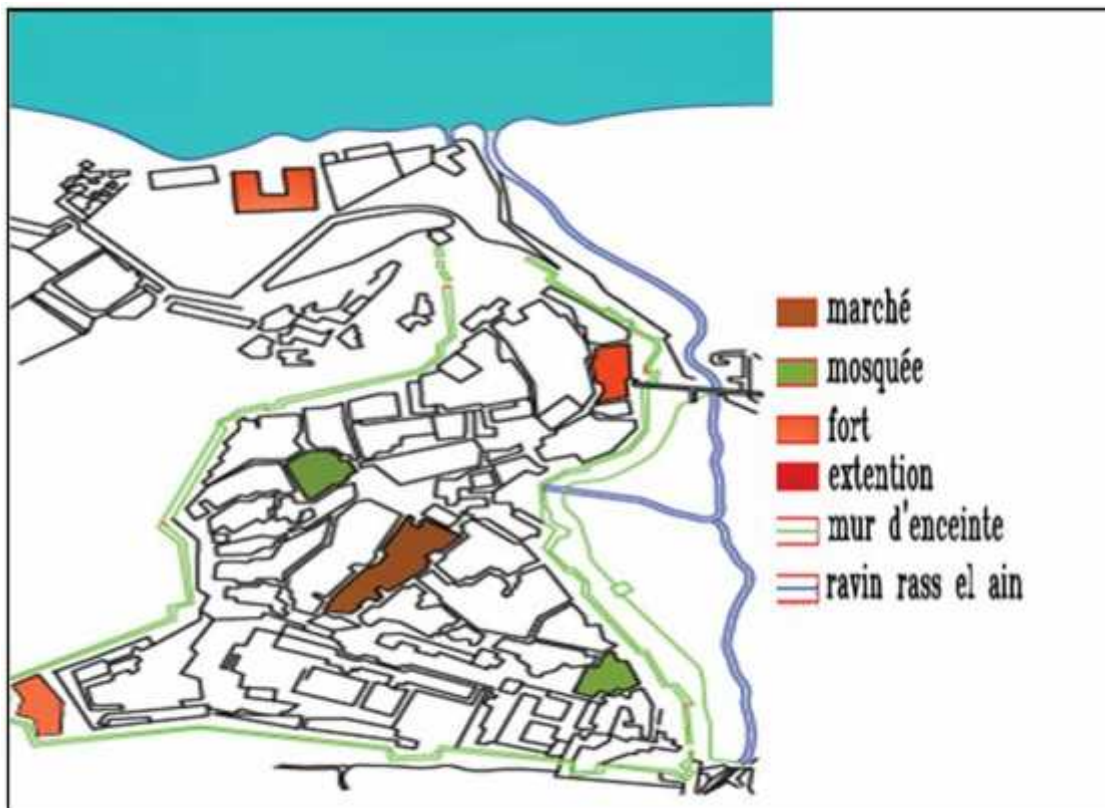 marché
mosquée
fort
extention
mur d'enceinte
ravin rass el ain